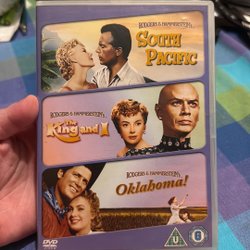 RODGERS & HAMMERSTEIN'S
SOUTH
PACIFIC
RODGERS & HAMMERSTEIN'S
The King and I
RODGERS & HAMMERSTEIN'S
Oklahoma!
DVD
U